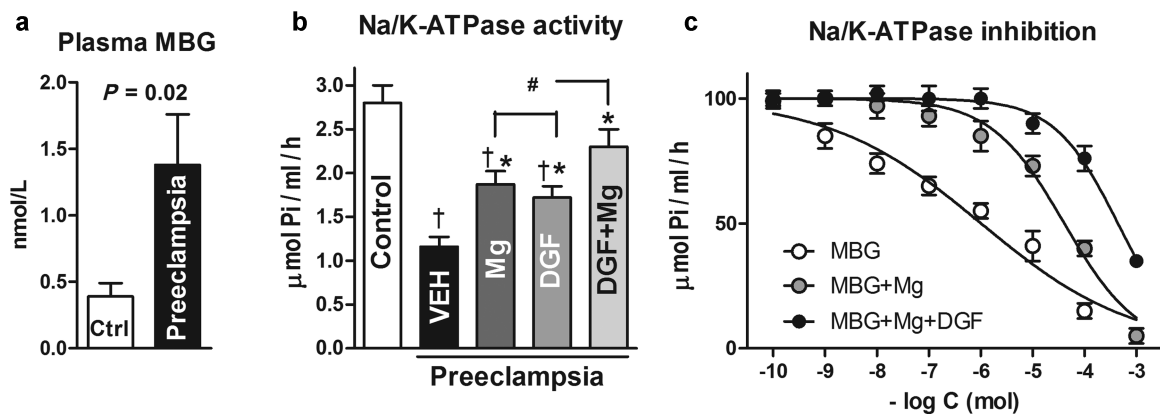 a
Plasma MBG
P = 0.02
nmol/L
2.0
1.5
1.0
0.5
0.0
Ctrl
Preeclampsia
b
Na/K-ATPase activity
μmol Pi / ml / h
3.0
2.5
2.0
1.5
1.0
0.5
0.0
#
Control
†
VEH
†*
Mg
†*
DGF
*
DGF+Mg
Preeclampsia
c
Na/K-ATPase inhibition
μmol Pi / ml / h
100
50
0
MBG
MBG+Mg
MBG+Mg+DGF
-10 -9 -8 -7 -6 -5 -4 -3
- log C (mol)